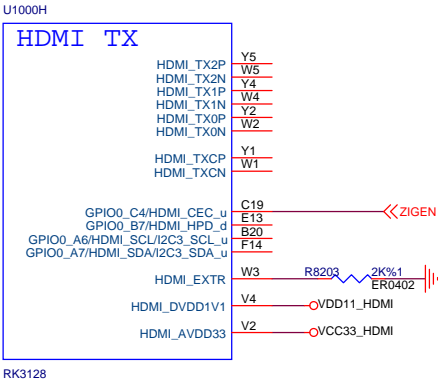 U1000H
HDMI TX
HDMI_TX2P Y5
HDMI_TX2N W5
HDMI_TX1P Y4
HDMI_TX1N W4
HDMI_TX0P Y2
HDMI_TX0N W2
HDMI_TXCP Y1
HDMI_TXCN W1
GPIO0_C4/HDMI_CEC_u C19 ZIGEN
GPIO0_B7/HDMI_HPD_d E13
GPIO0_A6/HDMI_SCL/I2C3_SCL_u B20
GPIO0_A7/HDMI_SDA/I2C3_SDA_u F14
HDMI_EXTR W3 R8203 2K%1
ER0402
HDMI_DVDD1V1 V4 VDD11_HDMI
HDMI_AVDD33 V2 VCC33_HDMI
RK3128